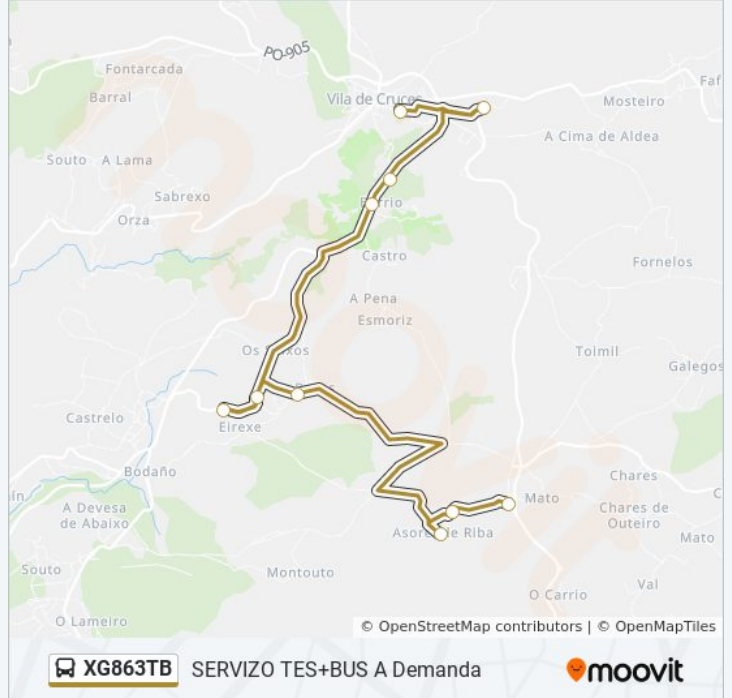 PO-905
Fontarcada
Faf
Barral
Vila de Cruces
Mosteiro
A Cima de Aldea
Souto
A Lama
Sabrexo
Orza
Castro
Fornelos
A Pena
Esmoriz
Toimil
Galegos
Castrelo
Eirexe
Bodaño
Chares
Mato
A Devesa
de Abaixo
Chares de
Outeiro
Asorei de Riba
Mato
Souto
Montouto
Val
O Carrio
O Lameiro
© OpenStreetMap contributors | © OpenMapTiles
XG863TB SERVIZO TES+BUS A Demanda
moovit